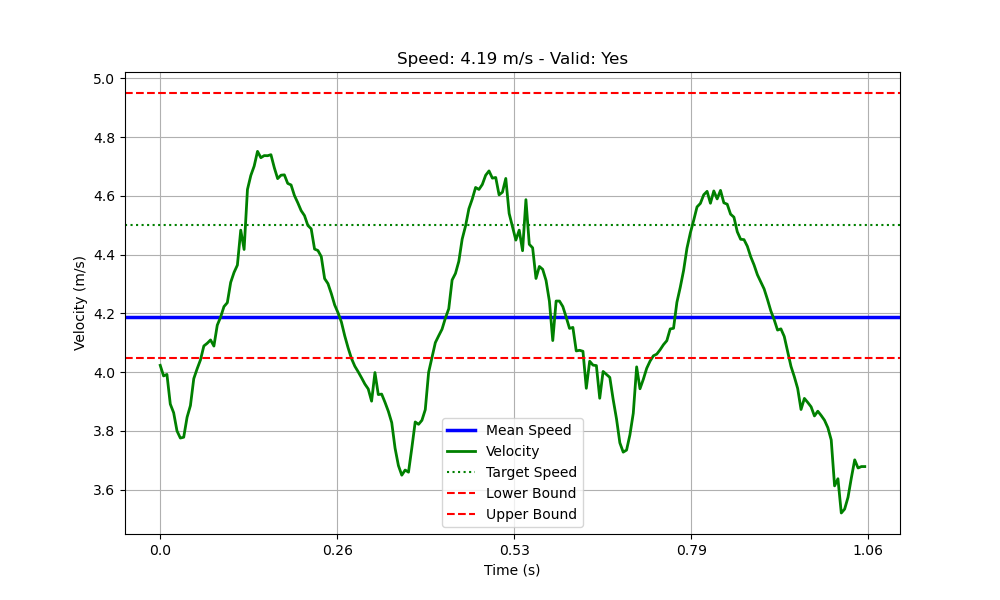 Speed: 4.19 m/s - Valid: Yes
Velocity (m/s)
5.0
4.8
4.6
4.4
4.2
4.0
3.8
3.6
Mean Speed
Velocity
Target Speed
Lower Bound
Upper Bound
0.0 0.26 0.53 0.79 1.06
Time (s)